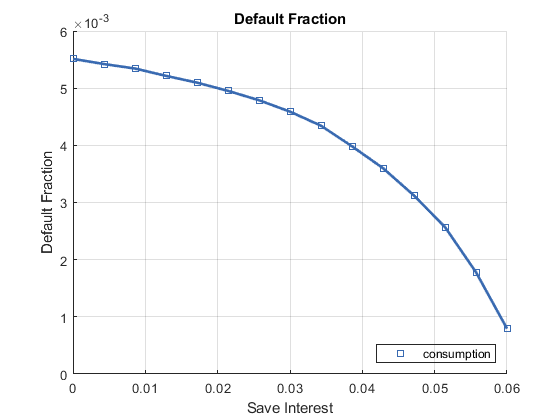 Default Fraction
×10⁻³
6
5
4
3
2
1
0
Default Fraction
consumption
0 0.01 0.02 0.03 0.04 0.05 0.06
Save Interest